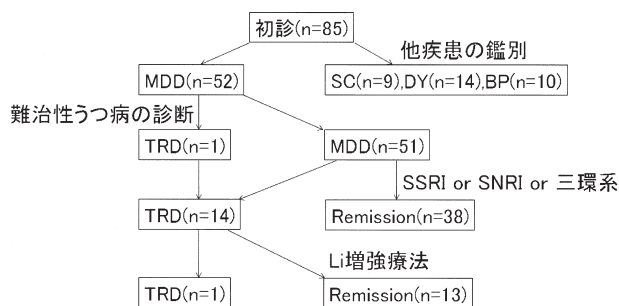 初診(n=85)
他疾患の鑑別
MDD(n=52)
SC(n=9),DY(n=14),BP(n=10)
難治性うつ病の診断
TRD(n=1)
MDD(n=51)
SSRI or SNRI or 三環系
TRD(n=14)
Remission(n=38)
Li増強療法
TRD(n=1)
Remission(n=13)